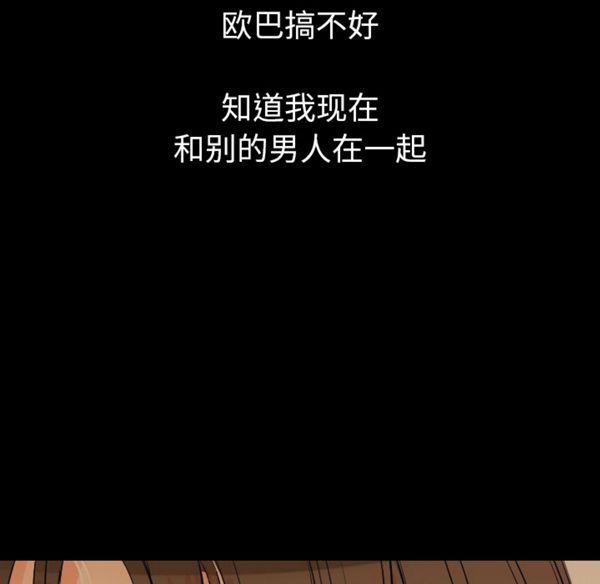 欧巴搞不好
知道我现在
和别的男人在一起